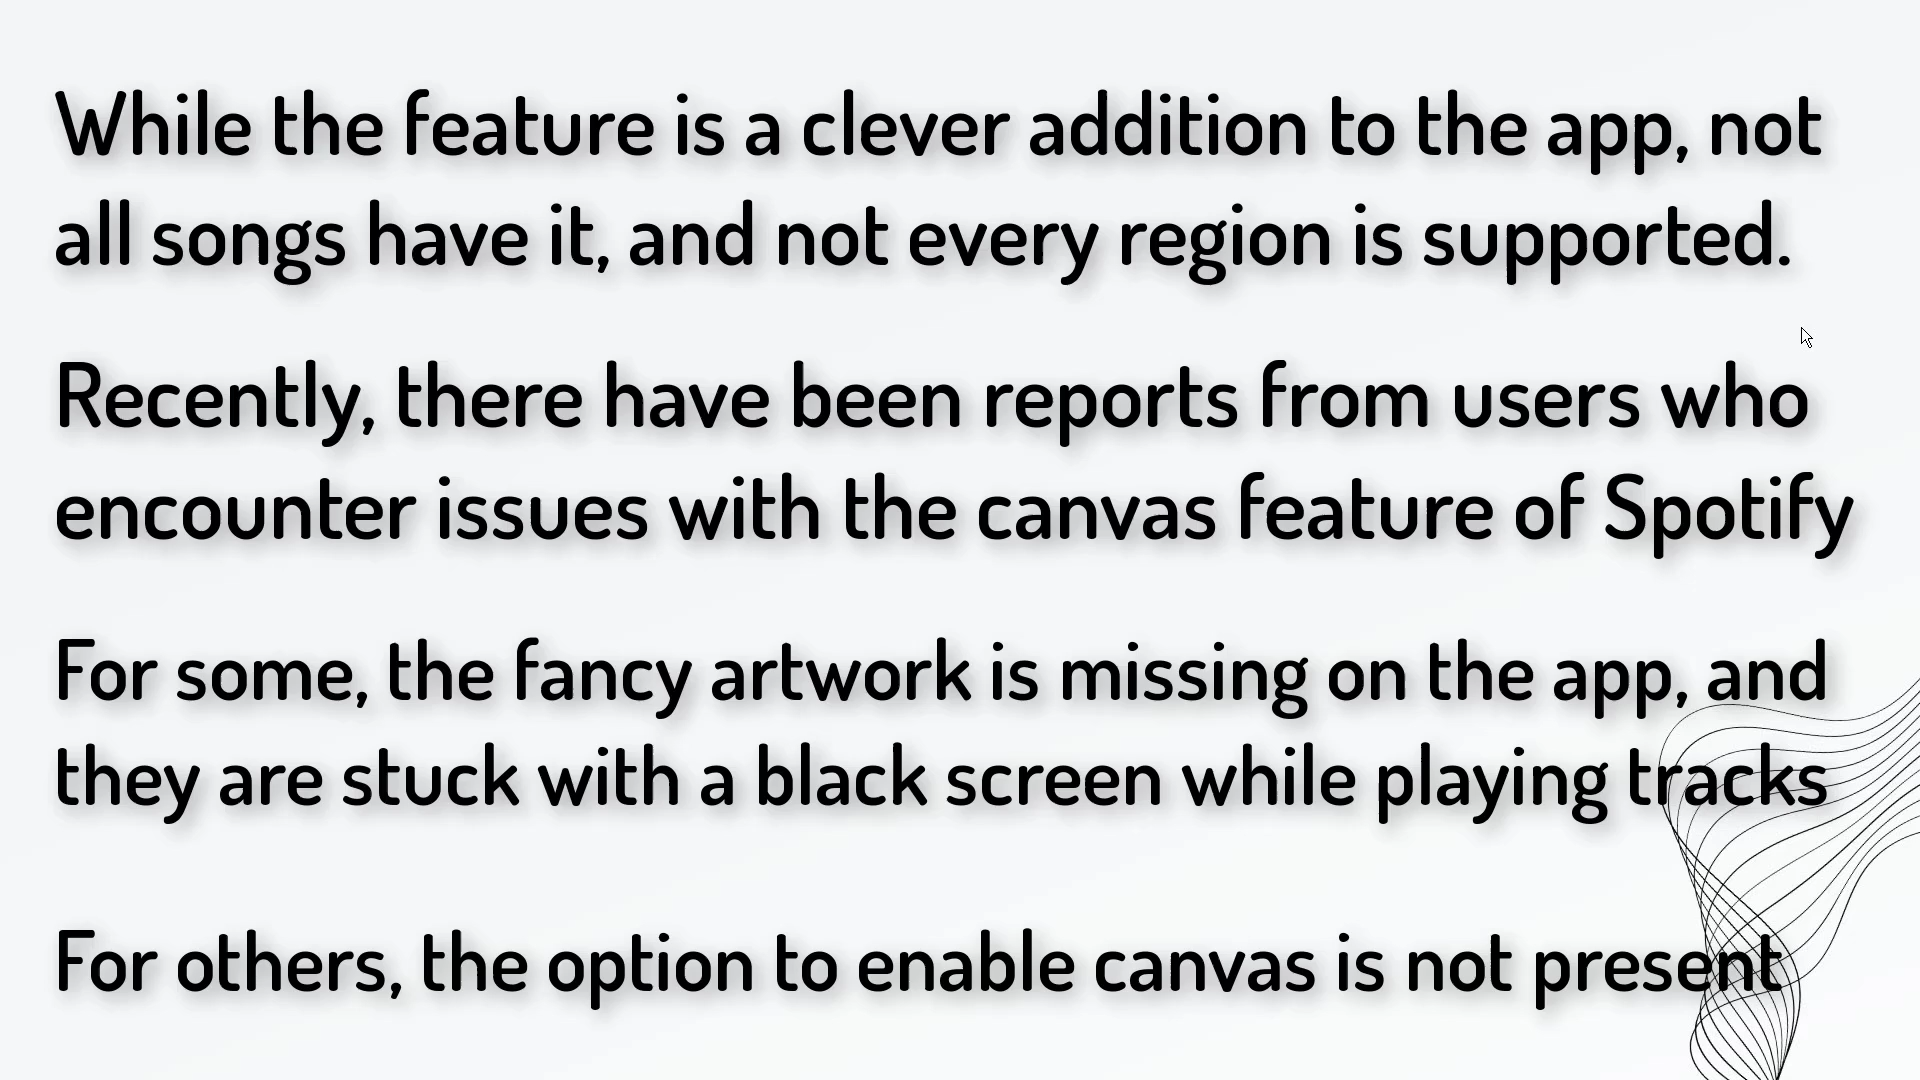 While the feature is a clever addition to the app, not
all songs have it, and not every region is supported.
Recently, there have been reports from users who
encounter issues with the canvas feature of Spotify
For some, the fancy artwork is missing on the app, and
they are stuck with a black screen while playing tracks
For others, the option to enable canvas is not present